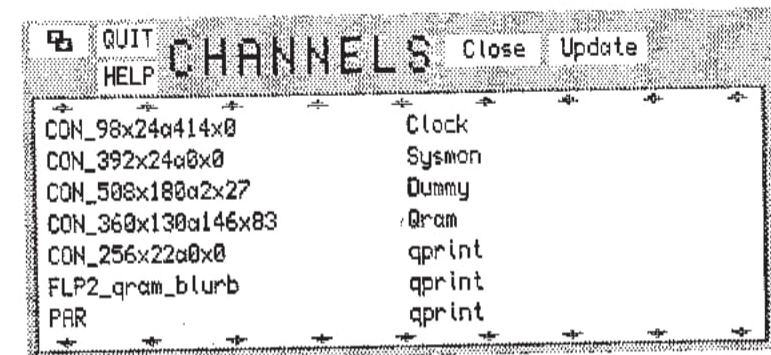 QUIT
HELP
CHANNELS
Close Update
CON_98x24a414x0 Clock
CON_392x24a0x0 Sysmon
CON_508x180a2x27 Dummy
CON_360x130a146x83 Qram
CON_256x22a0x0 qprint
FLP2_qram_blurb qprint
PAR qprint